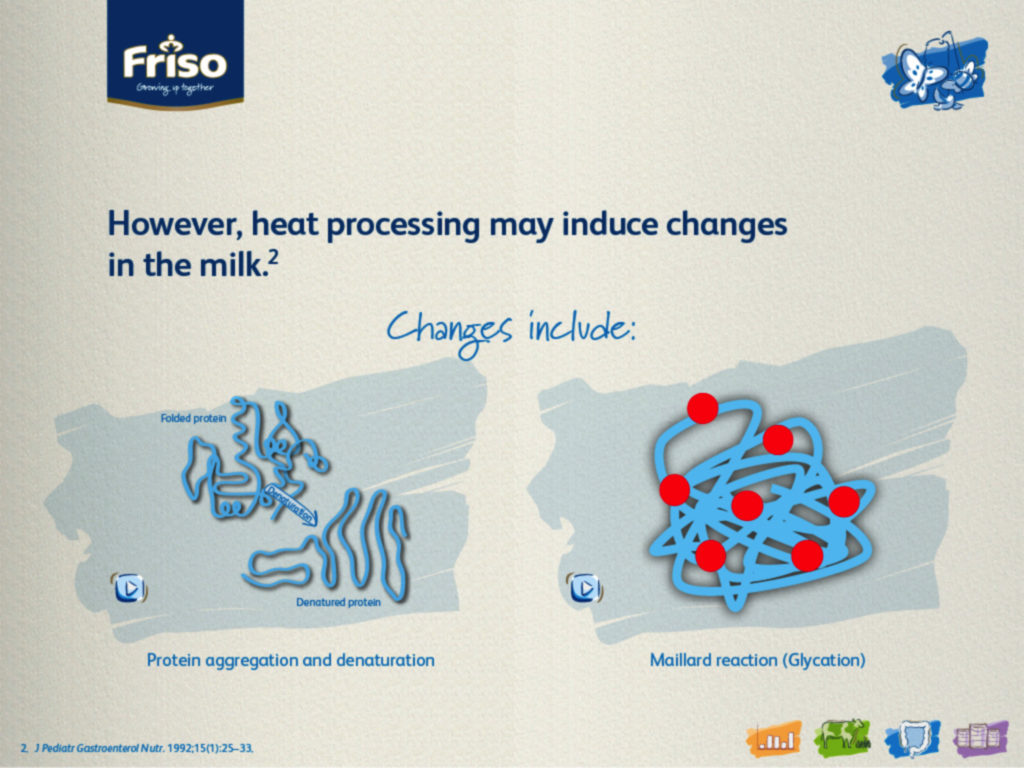 Friso
Growing up together
However, heat processing may induce changes
in the milk.²
Changes include:
Folded protein
Denaturation
Denatured protein
Protein aggregation and denaturation
Maillard reaction (Glycation)
2. J Pediatr Gastroenterol Nutr. 1992;15(1):25–33.